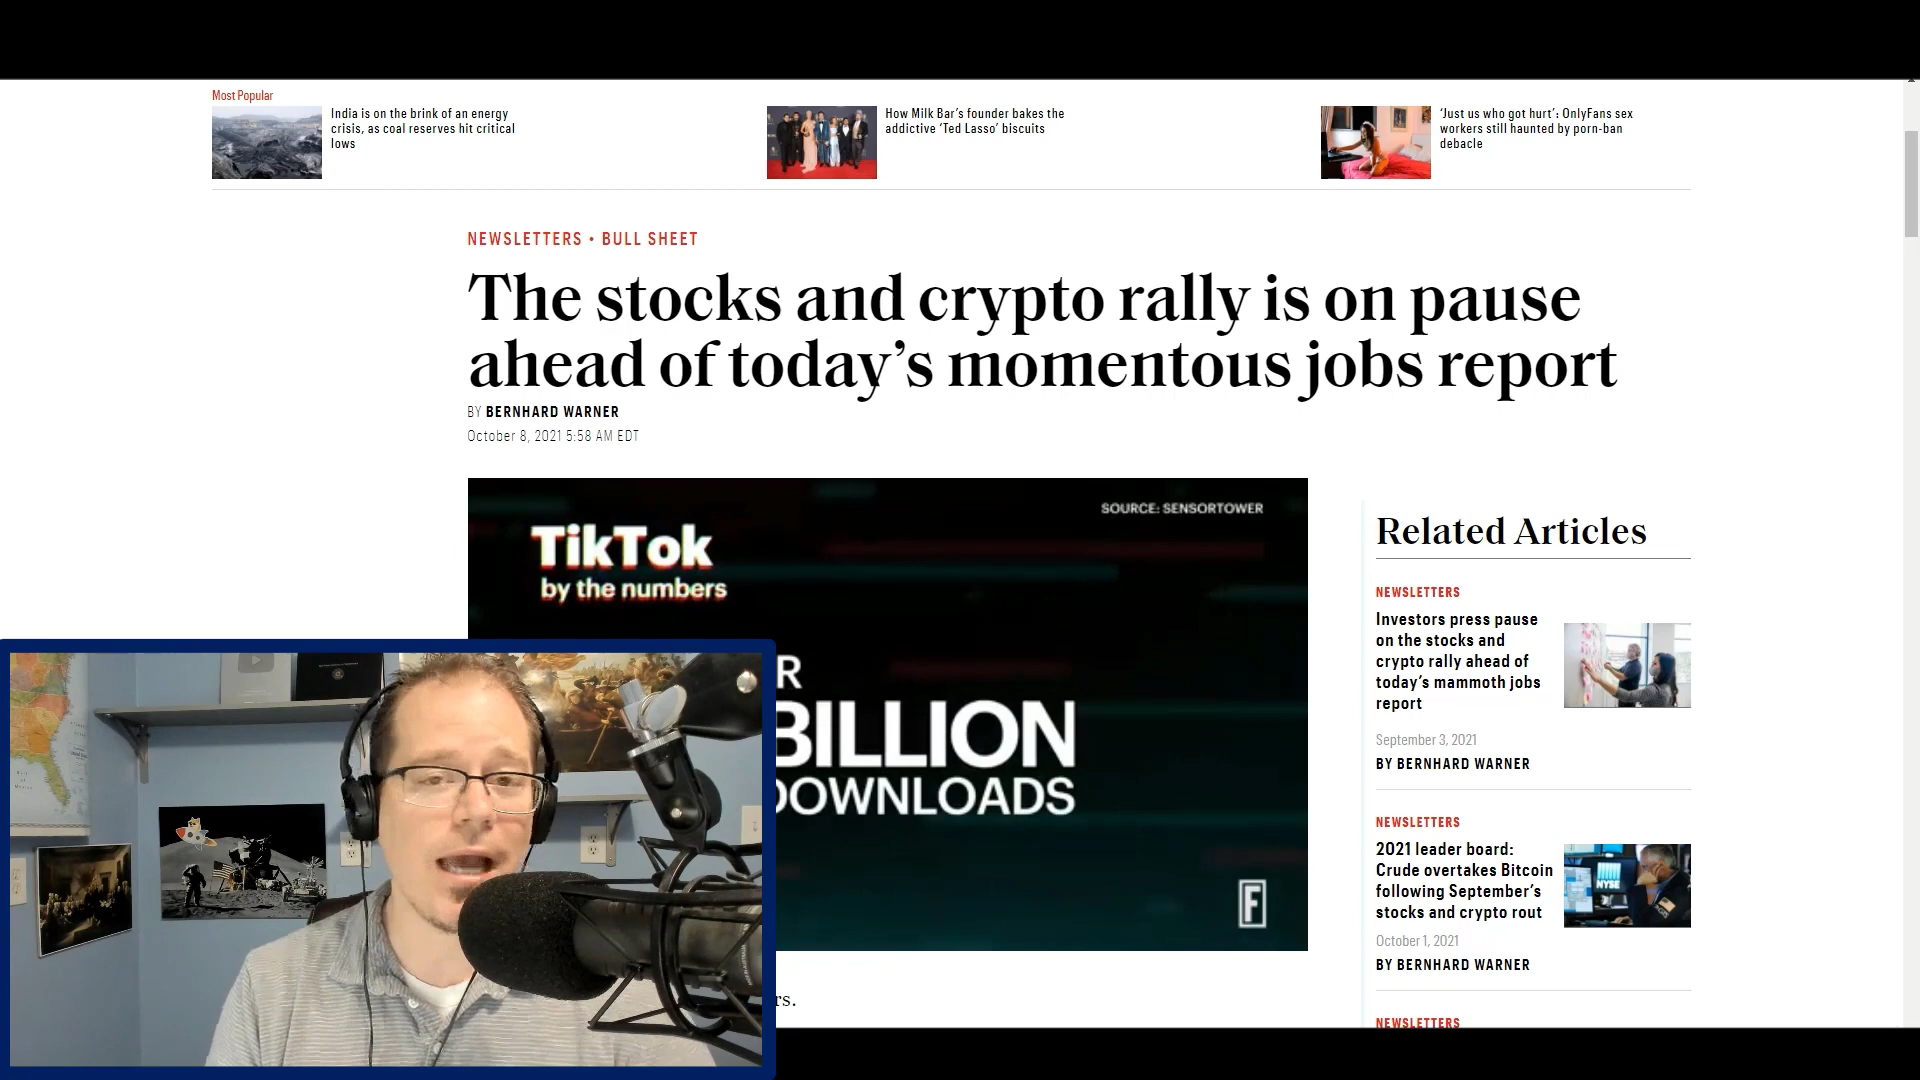 Most Popular
India is on the brink of an energy
crisis, as coal reserves hit critical
lows
How Milk Bar's founder bakes the
addictive 'Ted Lasso' biscuits
'Just us who got hurt': OnlyFans sex
workers still haunted by porn-ban
debacle
NEWSLETTERS • BULL SHEET
The stocks and crypto rally is on pause
ahead of today's momentous jobs report
BY BERNHARD WARNER
October 8, 2021 5:58 AM EDT
SOURCE: SENSORTOWER
TikTok
by the numbers
R
BILLION
DOWNLOADS
F
rs.
Related Articles
NEWSLETTERS
Investors press pause
on the stocks and
crypto rally ahead of
today's mammoth jobs
report
September 3, 2021
BY BERNHARD WARNER
NEWSLETTERS
2021 leader board:
Crude overtakes Bitcoin
following September's
stocks and crypto rout
NYSE
October 1, 2021
BY BERNHARD WARNER
NEWSLETTERS